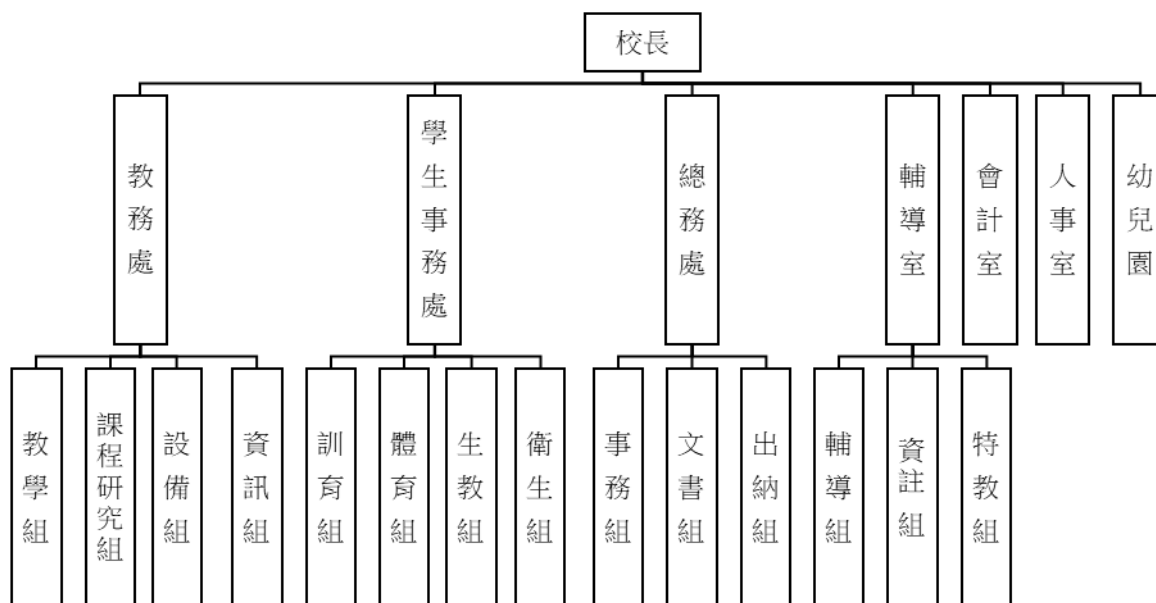 校長
教務處
學生事務處
總務處
輔導室
會計室
人事室
幼兒園
教學組
課程研究組
設備組
資訊組
訓育組
體育組
生教組
衛生組
事務組
文書組
出納組
輔導組
資註組
特教組